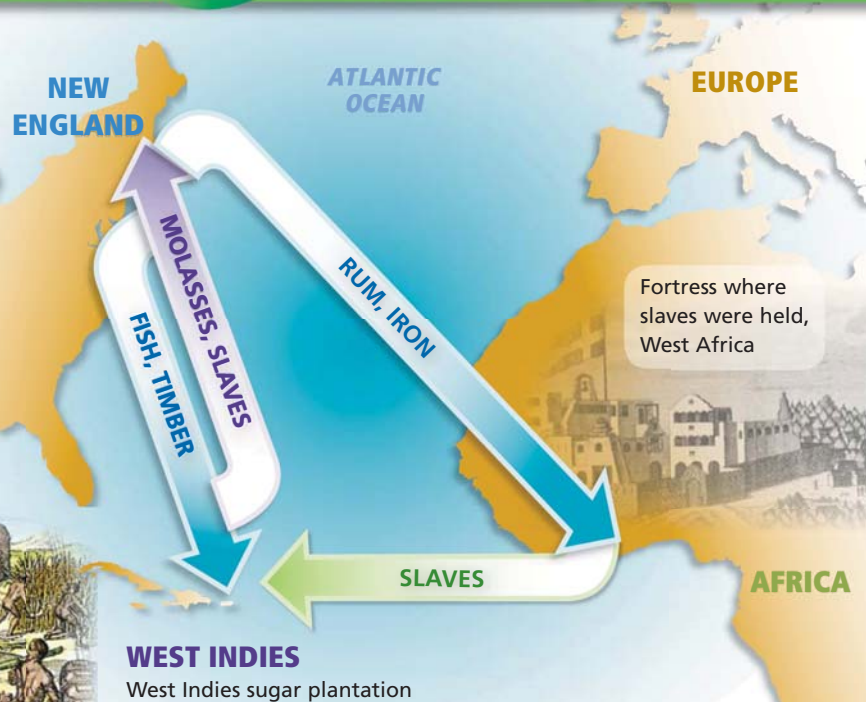 NEW
ENGLAND
ATLANTIC
OCEAN
EUROPE
MOLASSES, SLAVES
RUM, IRON
FISH, TIMBER
Fortress where
slaves were held,
West Africa
SLAVES
AFRICA
WEST INDIES
West Indies sugar plantation